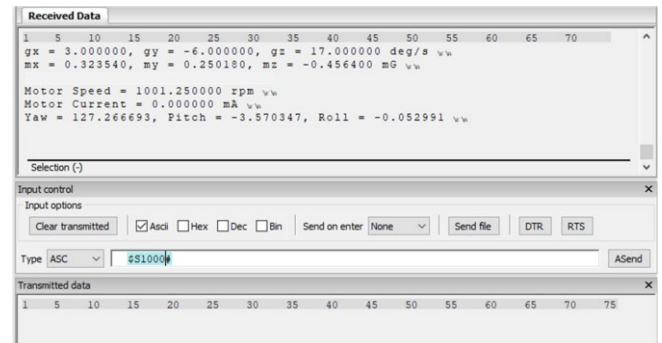 Received Data
1 5 10 15 20 25 30 35 40 45 50 55 60 65 70
gx = 3.000000, gy = -6.000000, gz = 17.000000 deg/s
mx = 0.323540, my = 0.250180, mz = -0.456400 mG
Motor Speed = 1001.250000 rpm
Motor Current = 0.000000 mA
Yaw = 127.266693, Pitch = -3.570347, Roll = -0.052991
Selection (-)
Input control
Input options
Clear transmitted Ascii Hex Dec Bin Send on enter None Send file DTR RTS
Type ASC $S1000# ASend
Transmitted data
1 5 10 15 20 25 30 35 40 45 50 55 60 65 70 75